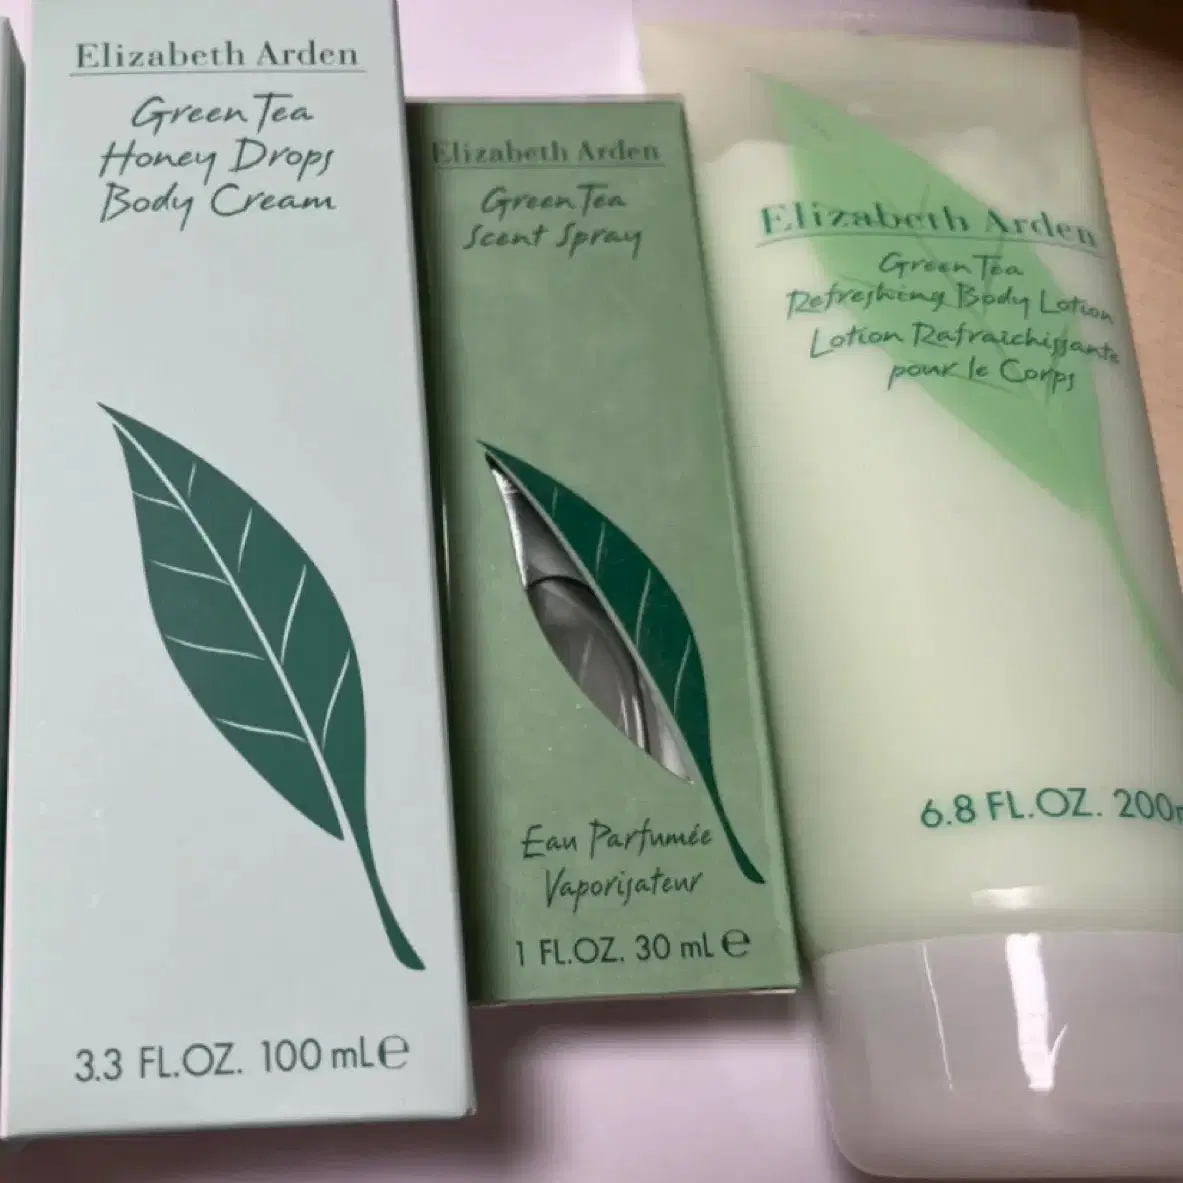 Elizabeth Arden
Green Tea
Honey Drops
Body Cream
3.3 FL.OZ. 100 mL e
Elizabeth Arden
Green Tea
Scent Spray
Eau Parfumée
Vaporisateur
1 FL.OZ. 30 mL e
Elizabeth Arden
Green Tea
Refreshing Body Lotion
Lotion Rafraichissante
pour le Corps
6.8 FL.OZ. 200